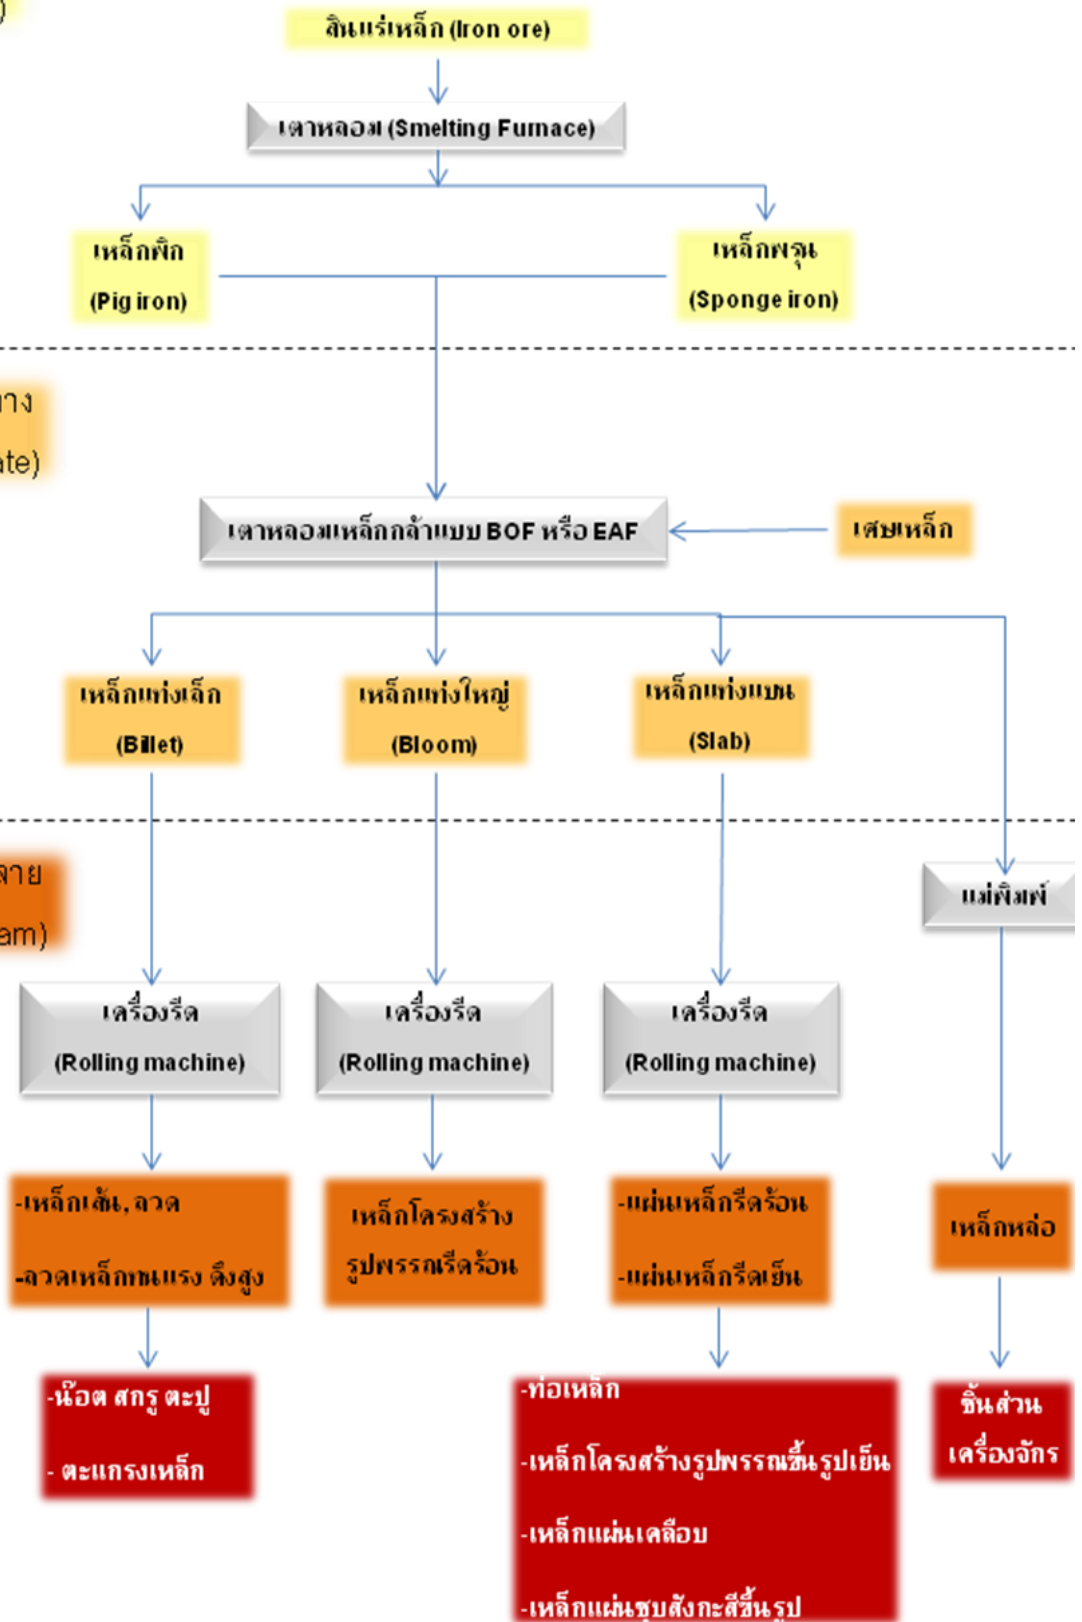 สินแร่เหล็ก (Iron ore)
เตาหลอม (Smelting Furnace)
เหล็กพิก
(Pig iron)
เหล็กพรุน
(Sponge iron)
เตาหลอมเหล็กกล้าแบบ BOF หรือ EAF
เศษเหล็ก
เหล็กแท่งเล็ก
(Billet)
เหล็กแท่งใหญ่
(Bloom)
เหล็กแท่งแบน
(Slab)
แม่พิมพ์
เครื่องรีด
(Rolling machine)
เครื่องรีด
(Rolling machine)
เครื่องรีด
(Rolling machine)
-เหล็กเส้น, ลวด
-ลวดเหล็กทนแรง ดึงสูง
เหล็กโครงสร้าง
รูปพรรณรีดร้อน
-แผ่นเหล็กรีดร้อน
-แผ่นเหล็กรีดเย็น
เหล็กหล่อ
-น๊อต สกรู ตะปู
- ตะแกรงเหล็ก
-ท่อเหล็ก
-เหล็กโครงสร้างรูปพรรณขึ้นรูปเย็น
-เหล็กแผ่นเคลือบ
-เหล็กแผ่นชุบสังกะสีขึ้นรูป
ชิ้นส่วน
เครื่องจักร